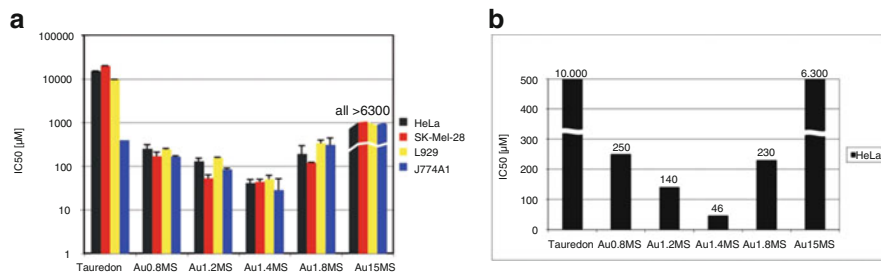 a
IC50 [µM]
100000
10000
1000
100
10
1
all >6300
HeLa
SK-Mel-28
L929
J774A1
Tauredon Au0.8MS Au1.2MS Au1.4MS Au1.8MS Au15MS
b
IC50 [µM]
500
400
300
200
100
0
10.000
250
140
46
230
6.300
HeLa
Tauredon Au0.8MS Au1.2MS Au1.4MS Au1.8MS Au15MS